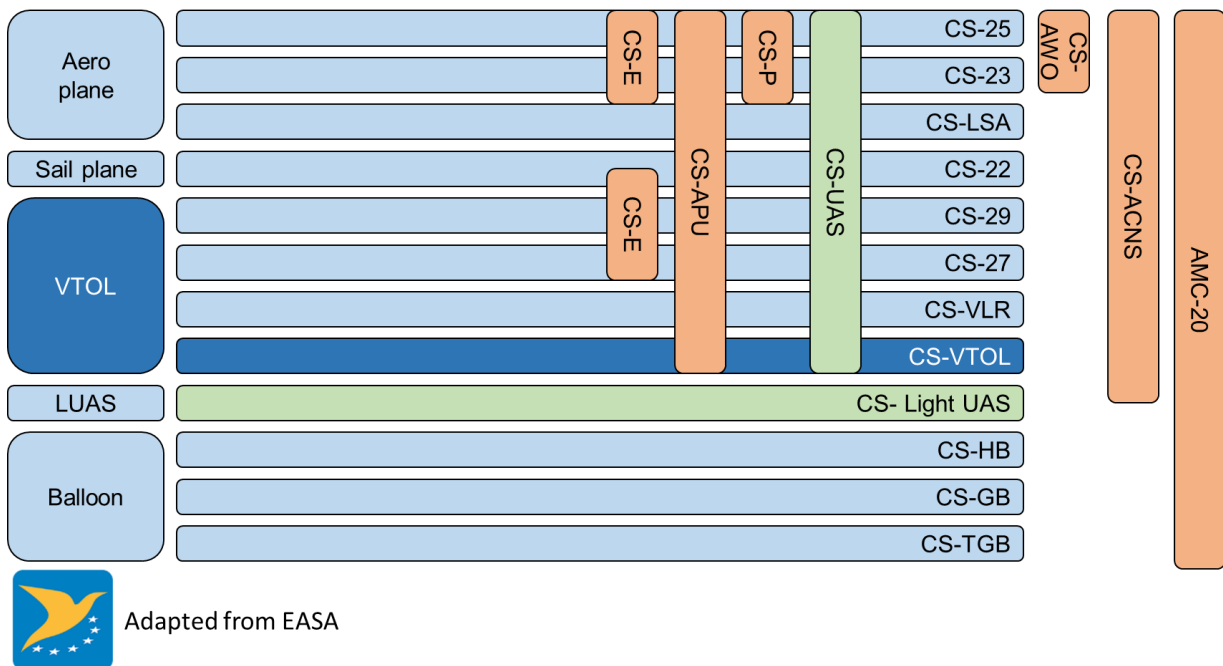 Aero
plane
Sail plane
VTOL
LUAS
Balloon
CS-25
CS-23
CS-LSA
CS-22
CS-29
CS-27
CS-VLR
CS-VTOL
CS- Light UAS
CS-HB
CS-GB
CS-TGB
CS-E
CS-E
CS-APU
CS-P
CS-UAS
CS-
AWO
CS-ACNS
AMC-20
Adapted from EASA